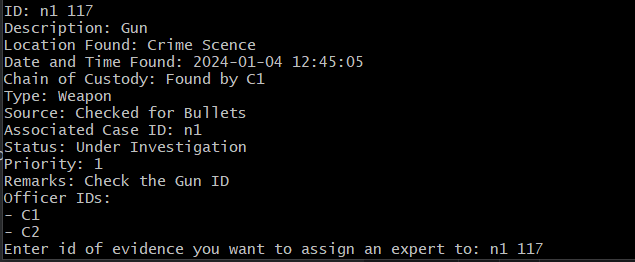 ID: n1 117
Description: Gun
Location Found: Crime Scence
Date and Time Found: 2024-01-04 12:45:05
Chain of Custody: Found by C1
Type: Weapon
Source: Checked for Bullets
Associated Case ID: n1
Status: Under Investigation
Priority: 1
Remarks: Check the Gun ID
Officer IDs:
- C1
- C2
Enter id of evidence you want to assign an expert to: n1 117